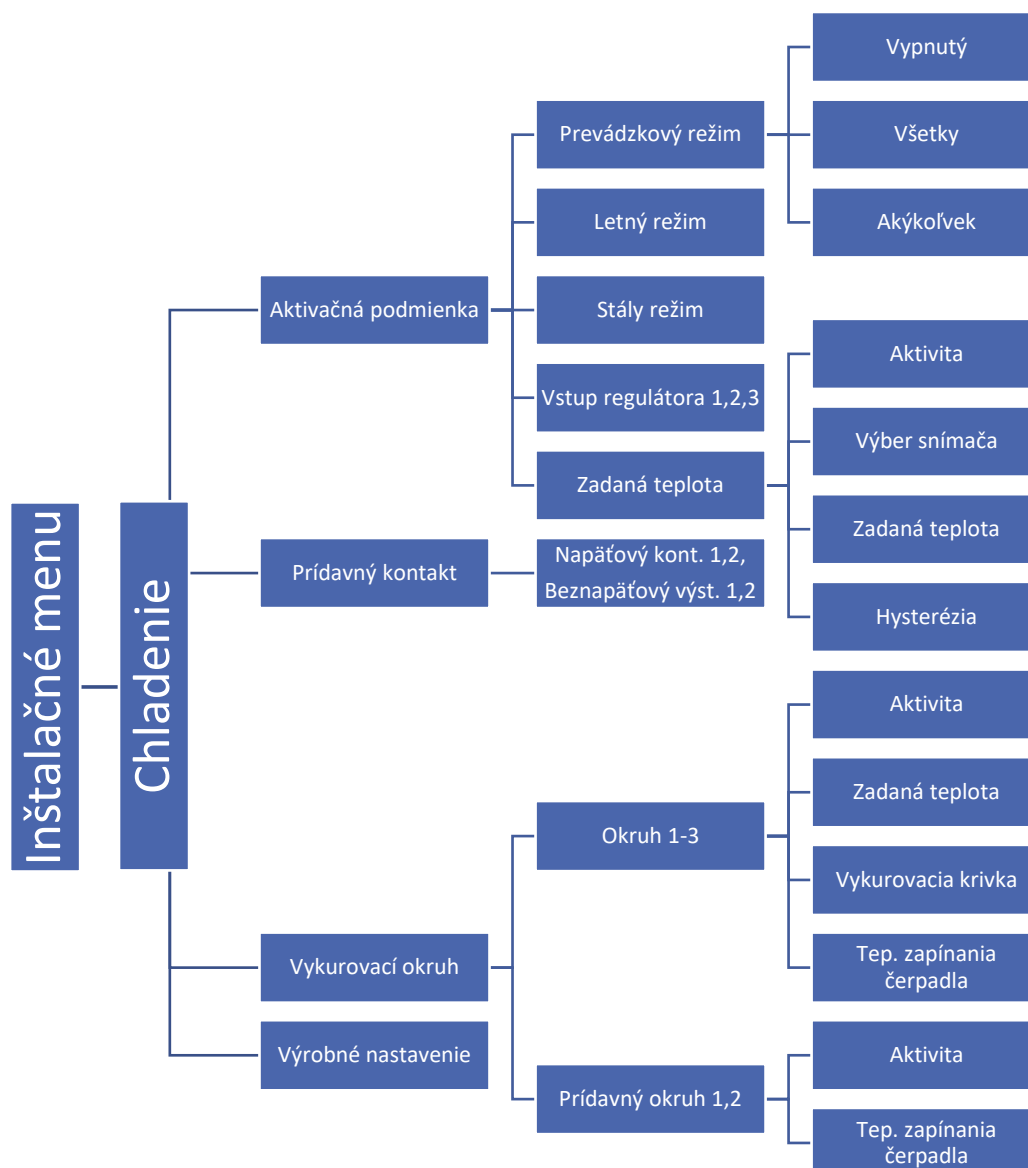 Inštalačné menu
Chladenie
Aktivačná podmienka
Prevádzkový režim
Vypnutý
Všetky
Akýkoľvek
Letný režim
Stály režim
Vstup regulátora 1,2,3
Zadaná teplota
Aktivita
Výber snímača
Zadaná teplota
Hysterézia
Prídavný kontakt
Napäťový kont. 1,2,
Beznapäťový výst. 1,2
Vykurovací okruh
Okruh 1-3
Aktivita
Zadaná teplota
Vykurovacia krivka
Tep. zapínania
čerpadla
Prídavný okruh 1,2
Aktivita
Tep. zapínania
čerpadla
Výrobné nastavenie